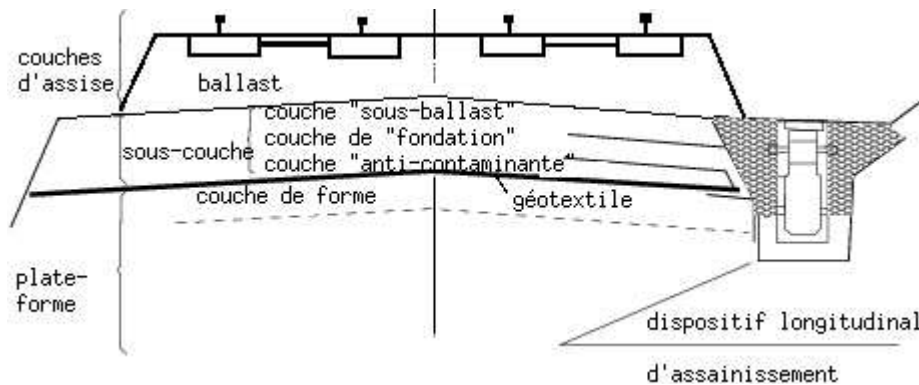 couches
d'assise
ballast
couche "sous-ballast"
couche de "fondation"
sous-couche
couche "anti-contaminante"
couche de forme
géotextile
plate-
forme
dispositif longitudinal
d'assainissement